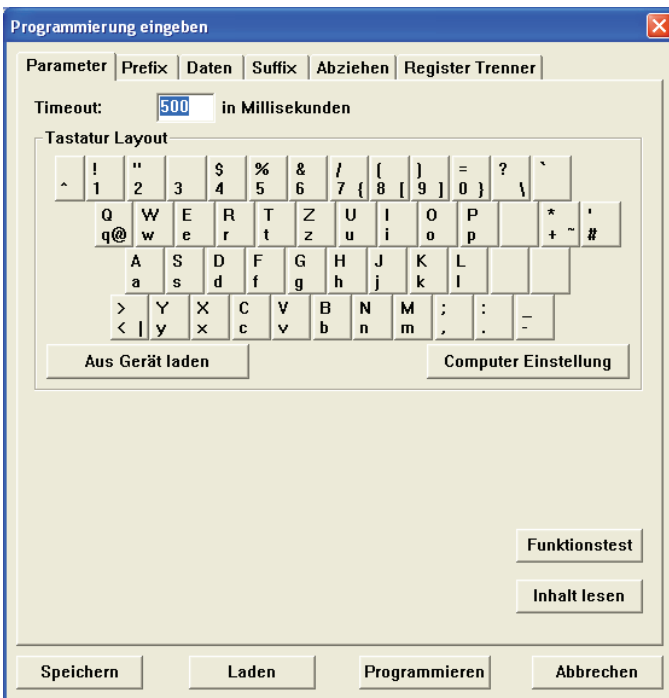 Programmierung eingeben
Parameter Prefix Daten Suffix Abziehen Register Trenner
Timeout: 500 in Millisekunden
Tastatur Layout
! " $ % & / ( ) = ? `
^ 1 2 3 4 5 6 7 { 8 [ 9 ] 0 } \
Q W E R T Z U I O P * '
q@ w e r t z u i o p + ~ #
A S D F G H J K L
a s d f g h j k l
> Y X C V B N M ; : _
< | y x c v b n m , . -
Aus Gerät laden Computer Einstellung
Funktionstest
Inhalt lesen
Speichern Laden Programmieren Abbrechen